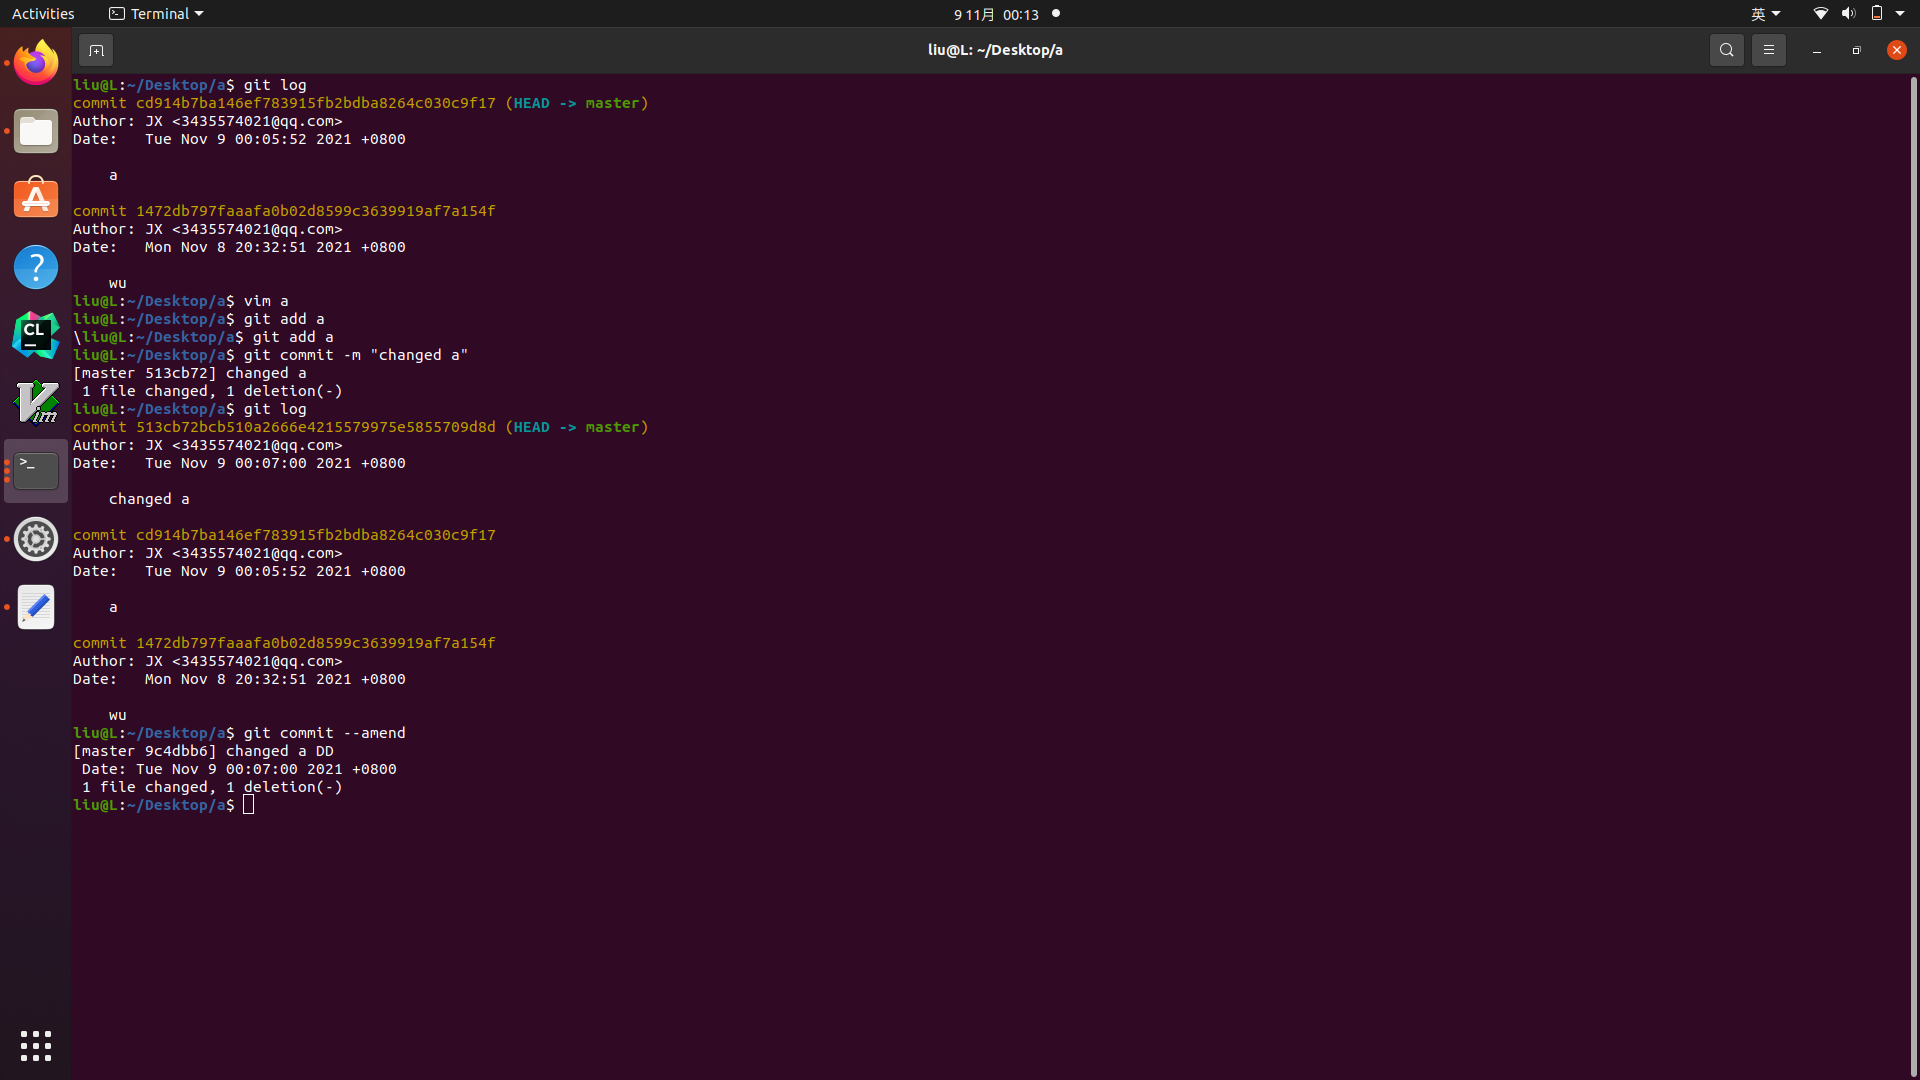 Activities
Terminal
9 11月 00:13
英
liu@L: ~/Desktop/a
liu@L:~/Desktop/a$ git log
commit cd914b7ba146ef783915fb2bdba8264c030c9f17 (HEAD -> master)
Author: JX <3435574021@qq.com>
Date:   Tue Nov 9 00:05:52 2021 +0800
a
commit 1472db797faaafa0b02d8599c3639919af7a154f
Author: JX <3435574021@qq.com>
Date:   Mon Nov 8 20:32:51 2021 +0800
wu
liu@L:~/Desktop/a$ vim a
liu@L:~/Desktop/a$ git add a
\liu@L:~/Desktop/a$ git add a
liu@L:~/Desktop/a$ git commit -m "changed a"
[master 513cb72] changed a
1 file changed, 1 deletion(-)
liu@L:~/Desktop/a$ git log
commit 513cb72bcb510a2666e4215579975e5855709d8d (HEAD -> master)
Author: JX <3435574021@qq.com>
Date:   Tue Nov 9 00:07:00 2021 +0800
changed a
commit cd914b7ba146ef783915fb2bdba8264c030c9f17
Author: JX <3435574021@qq.com>
Date:   Tue Nov 9 00:05:52 2021 +0800
a
commit 1472db797faaafa0b02d8599c3639919af7a154f
Author: JX <3435574021@qq.com>
Date:   Mon Nov 8 20:32:51 2021 +0800
wu
liu@L:~/Desktop/a$ git commit --amend
[master 9c4dbb6] changed a DD
Date: Tue Nov 9 00:07:00 2021 +0800
1 file changed, 1 deletion(-)
liu@L:~/Desktop/a$
CL
Vim